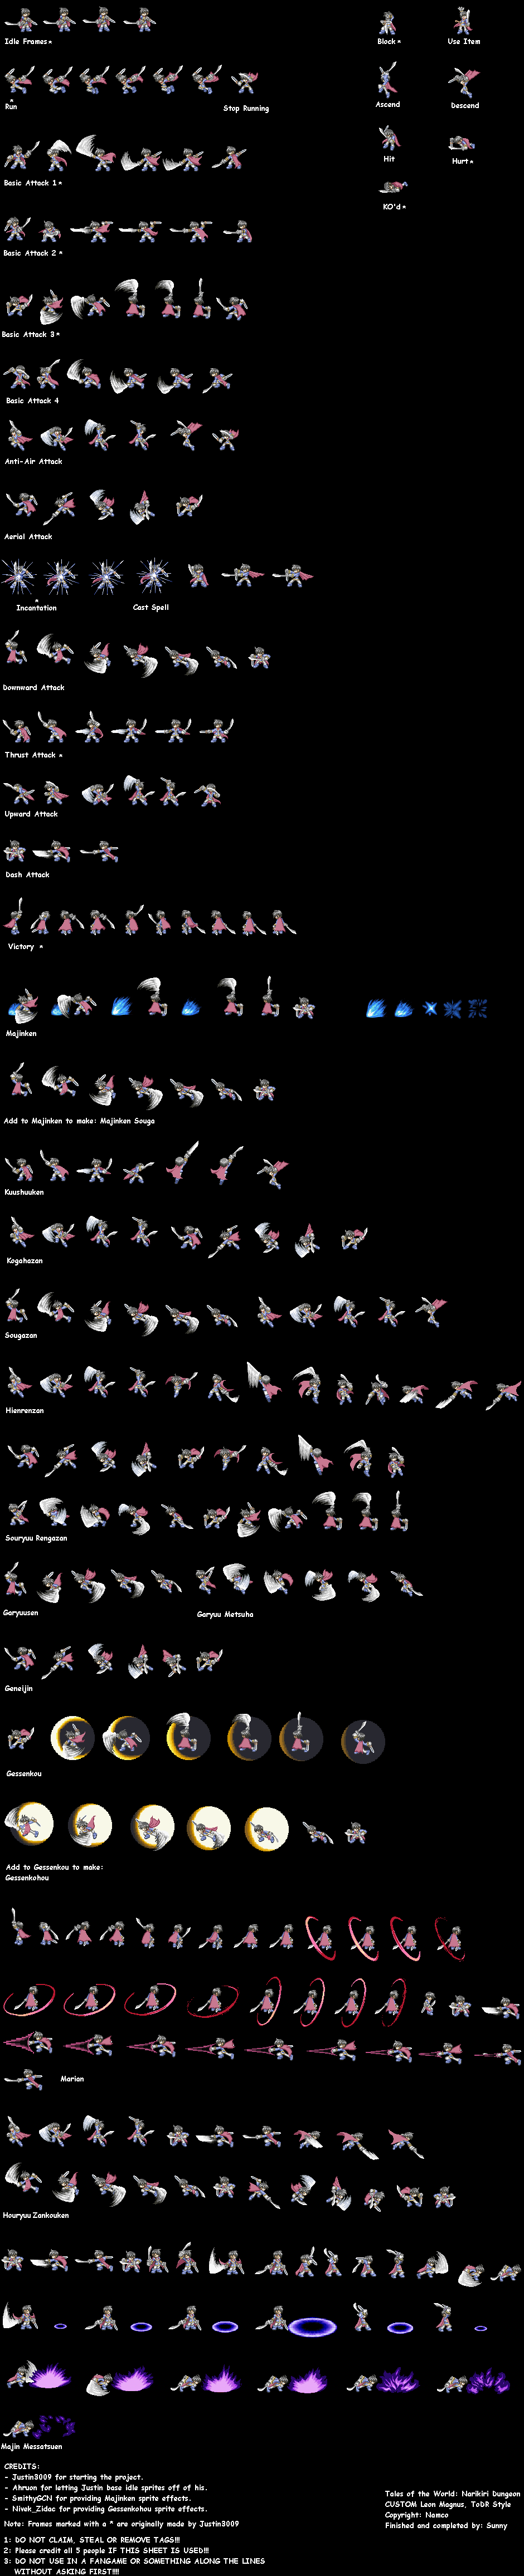 Idle Frames*
Block*
Use Item
Run
*
Stop Running
Ascend
Descend
Hit
Hurt*
Basic Attack 1*
KO'd*
Basic Attack 2 *
Basic Attack 3*
Basic Attack 4
Anti-Air Attack
Aerial Attack
*
Incantation
Cast Spell
Downward Attack
Thrust Attack *
Upward Attack
Dash Attack
Victory *
Majinken
Add to Majinken to make: Majinken Souga
Kuushuuken
Kogahazan
Sougazan
Hienrenzan
Souryuu Rengazan
Garyuusen
Garyuu Metsuha
Geneijin
Gessenkou
Add to Gessenkou to make:
Gessenkohou
Marian
Houryuu Zankouken
Majin Messatsuen
CREDITS:
- Justin3009 for starting the project.
- Ahruon for letting Justin base idle sprites off of his.
- SmithyGCN for providing Majinken sprite effects.
- Nivek_Zidac for providing Gessenkohou sprite effects.
Note: Frames marked with a * are originally made by Justin3009
1: DO NOT CLAIM, STEAL OR REMOVE TAGS!!!
2: Please credit all 5 people IF THIS SHEET IS USED!!!
3: DO NOT USE IN A FANGAME OR SOMETHING ALONG THE LINES
WITHOUT ASKING FIRST!!!!
Tales of the World: Narikiri Dungeon
CUSTOM Leon Magnus, ToDR Style
Copyright: Namco
Finished and completed by: Sunny